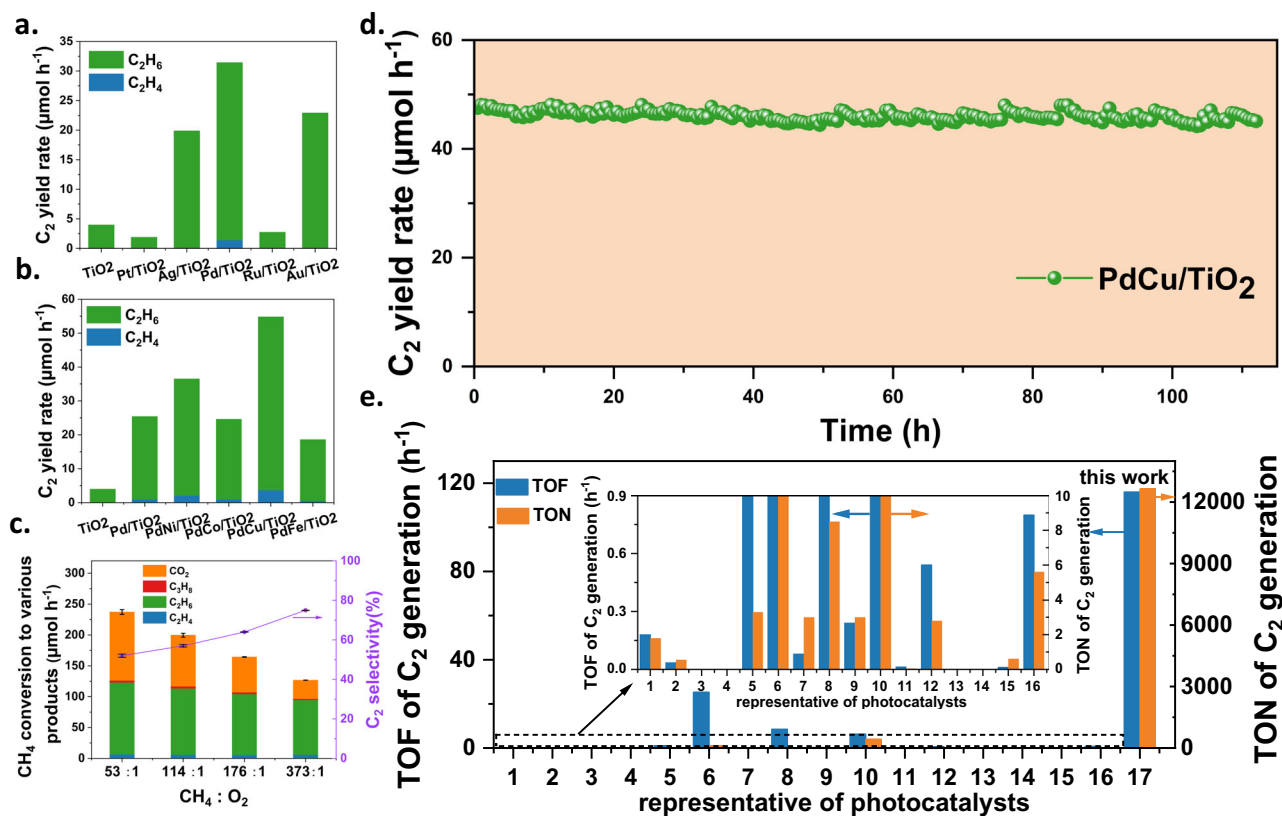 a.
C₂ yield rate (µmol h⁻¹)
35
30
25
20
15
10
5
0
C₂H₆
C₂H₄
TiO2
Pt/TiO2
Ag/TiO2
Pd/TiO2
Ru/TiO2
Au/TiO2
b.
C₂ yield rate (µmol h⁻¹)
60
50
40
30
20
10
0
C₂H₆
C₂H₄
TiO2
Pd/TiO2
PdNi/TiO2
PdCo/TiO2
PdCu/TiO2
PdFe/TiO2
c.
CH₄ conversion to various
products (µmol h⁻¹)
300
250
200
150
100
50
0
CO₂
C₃H₈
C₂H₆
C₂H₄
100
80
60
40
20
0
C₂ selectivity(%)
53 : 1
114 : 1
176 : 1
373: 1
CH₄ : O₂
d.
C₂ yield rate (µmol h⁻¹)
60
40
20
0
PdCu/TiO₂
0
20
40
60
80
100
Time (h)
e.
TOF of C₂ generation (h⁻¹)
120
80
40
0
TOF
TON
TOF of C₂ generation (h⁻¹)
0.9
0.6
0.3
0.0
10
8
6
4
2
0
TON of C₂ generation
1 2 3 4 5 6 7 8 9 10 11 12 13 14 15 16
representative of photocatalysts
this work
12000
9000
6000
3000
0
TON of C₂ generation
1 2 3 4 5 6 7 8 9 10 11 12 13 14 15 16 17
representative of photocatalysts